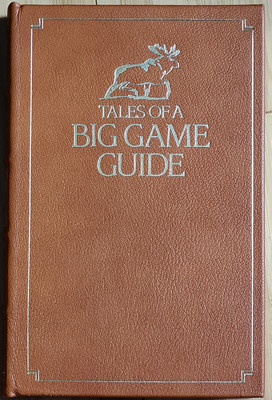 TALES OF A
BIG GAME
GUIDE